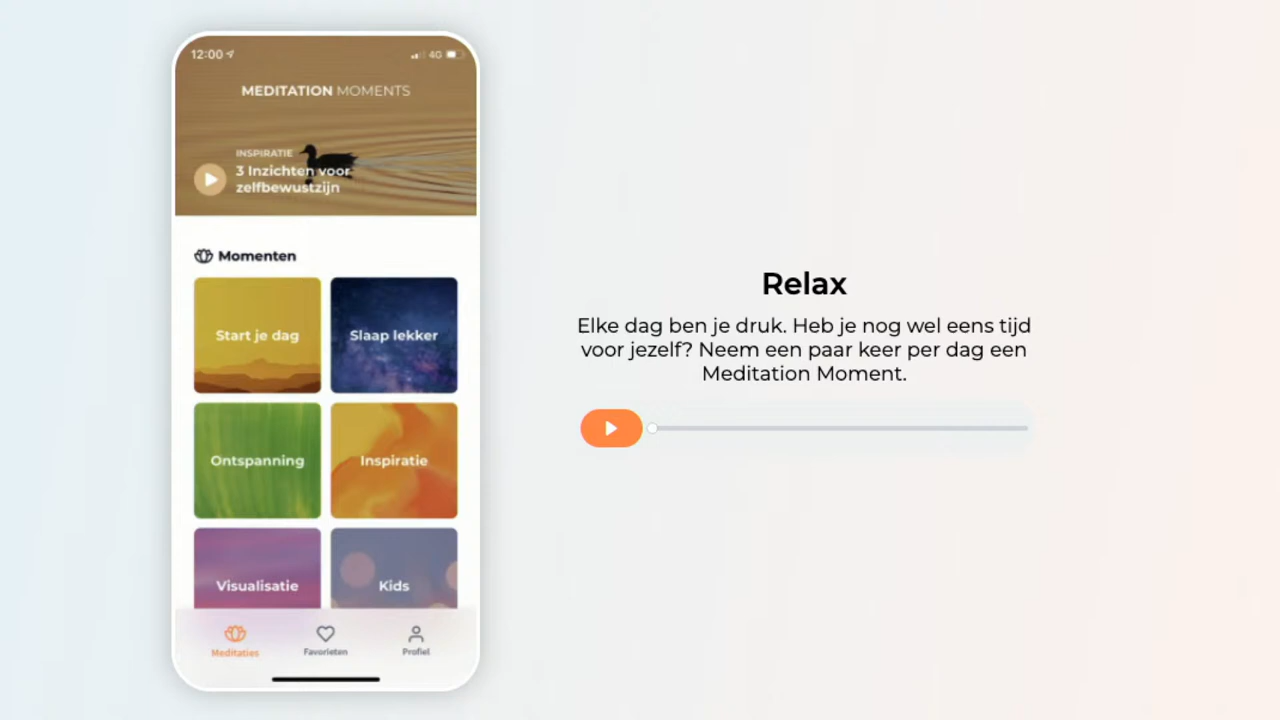 12:00
4G
MEDITATION MOMENTS
INSPIRATIE
3 Inzichten voor
zelfbewustzijn
Momenten
Start je dag
Slaap lekker
Ontspanning
Inspiratie
Visualisatie
Kids
Meditaties
Favorieten
Profiel
Relax
Elke dag ben je druk. Heb je nog wel eens tijd
voor jezelf? Neem een paar keer per dag een
Meditation Moment.